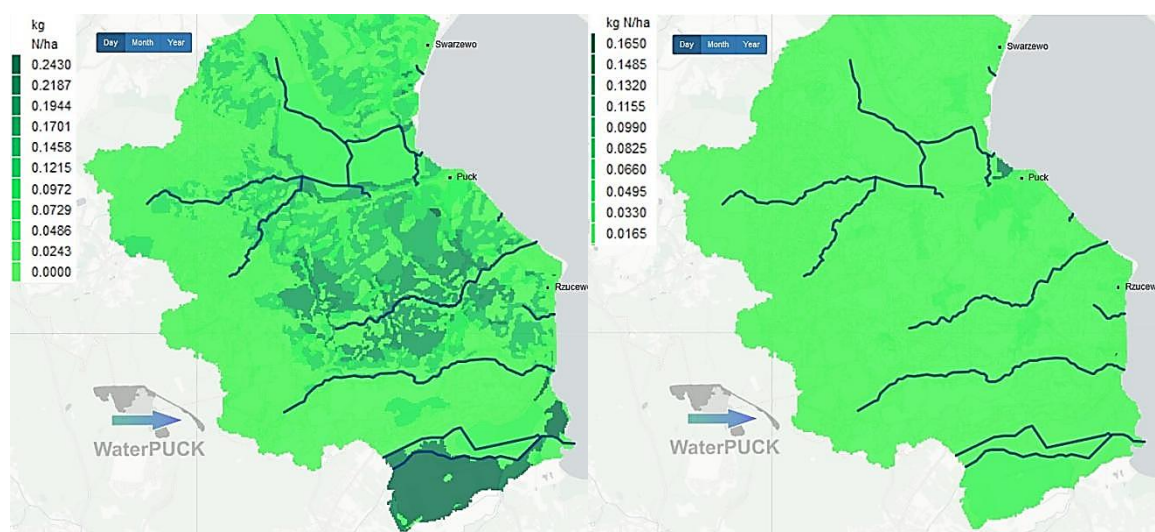 kg
N/ha
0.2430
0.2187
0.1944
0.1701
0.1458
0.1215
0.0972
0.0729
0.0486
0.0243
0.0000
Day Month Year
Swarzewo
Puck
Rzucewo
WaterPUCK
kg N/ha
0.1650
0.1485
0.1320
0.1155
0.0990
0.0825
0.0660
0.0495
0.0330
0.0165
Day Month Year
Swarzewo
Puck
Rzucew
WaterPUCK